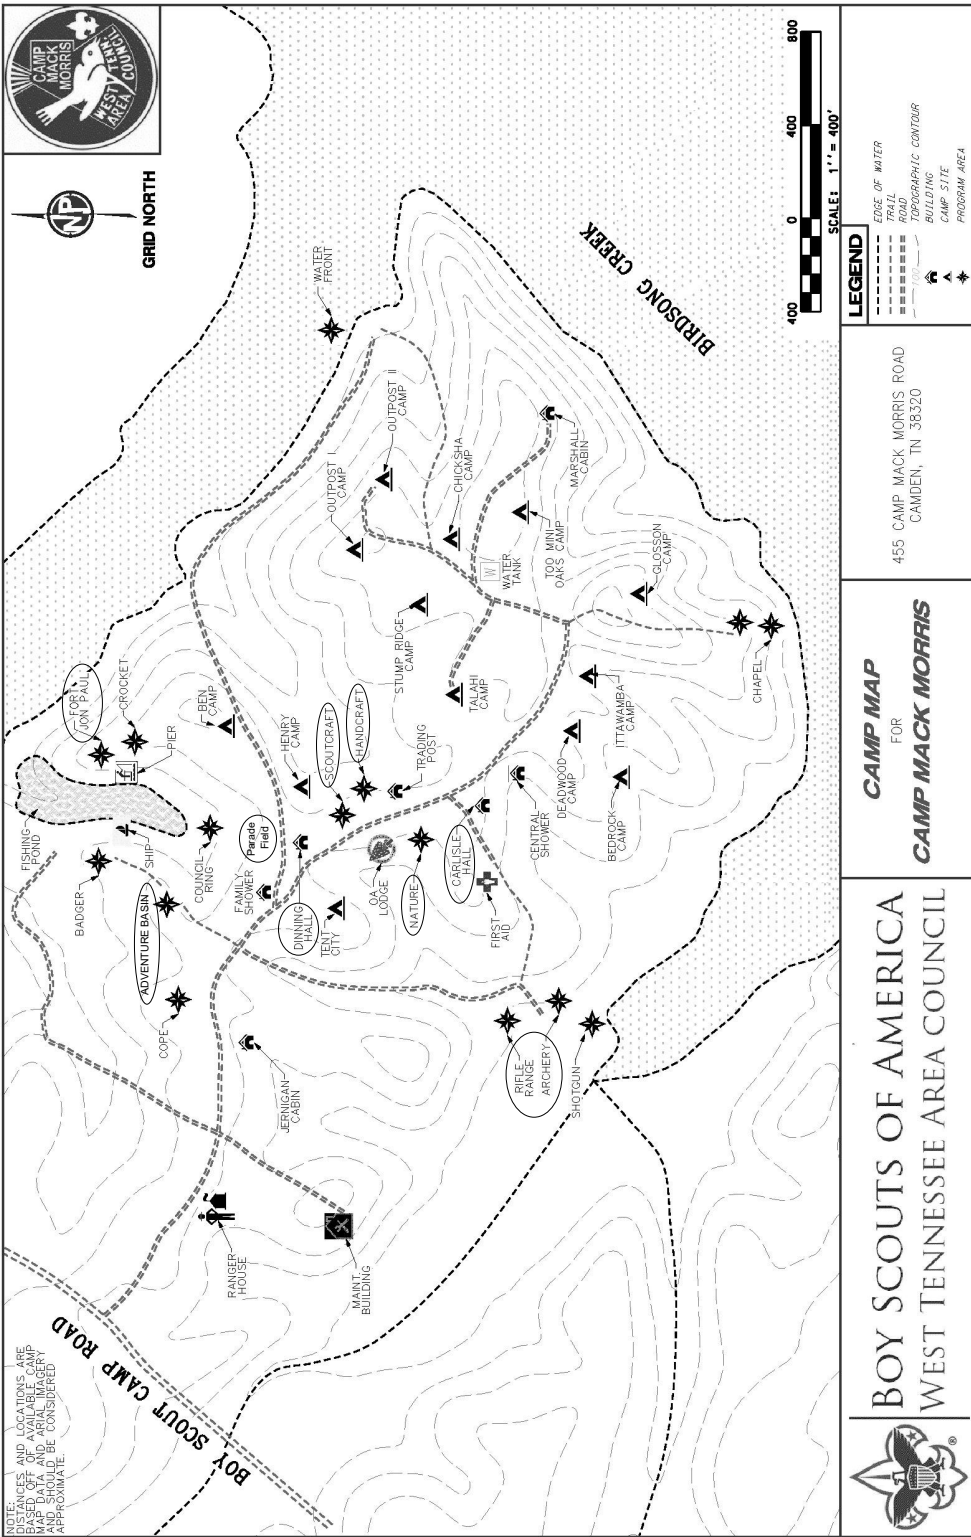 NOTE:
DISTANCES AND LOCATIONS ARE
BASED OFF OF AVAILABLE CAMP
MAP DATA AND ARIAL IMAGERY
AND SHOULD BE CONSIDERED
APPROXIMATE.
BOY SCOUT CAMP ROAD
RANGER
HOUSE
MAINT.
BUILDING
JERNIGAN
CABIN
COPE
ADVENTURE BASIN
BADGER
FISHING
POND
SHIP
COUNCIL
RING
FAMILY
SHOWER
Parade
Field
PIER
FORT
JON PAUL
CROCKET
BEN
CAMP
HENRY
CAMP
SCOUTCRAFT
HANDCRAFT
TRADING
POST
DINNING
HALL
TENT
CITY
OA
LODGE
NATURE
CARLISLE
HALL
FIRST
AID
RIFLE
RANGE
ARCHERY
SHOTGUN
CENTRAL
SHOWER
DEADWOOD
CAMP
BEDROCK
CAMP
ITTAWAMBA
CAMP
STUMP RIDGE
CAMP
TALAHI
CAMP
OUTPOST I
CAMP
OUTPOST II
CAMP
CHICKSHA
CAMP
W
WATER
TANK
TOO MINI
OAKS CAMP
MARSHALL
CABIN
GLOSSON
CAMP
CHAPEL
WATER
FRONT
BIRDSONG CREEK
NP
GRID NORTH
CAMP
MACK
MORRIS
WEST TENN.
AREA COUNCIL
400
0
400
800
SCALE: 1'' = 400'
BOY SCOUTS OF AMERICA
WEST TENNESSEE AREA COUNCIL
®
CAMP MAP
FOR
CAMP MACK MORRIS
455 CAMP MACK MORRIS ROAD
CAMDEN, TN 38320
LEGEND
EDGE OF WATER
TRAIL
ROAD
100
TOPOGRAPHIC CONTOUR
BUILDING
CAMP SITE
PROGRAM AREA